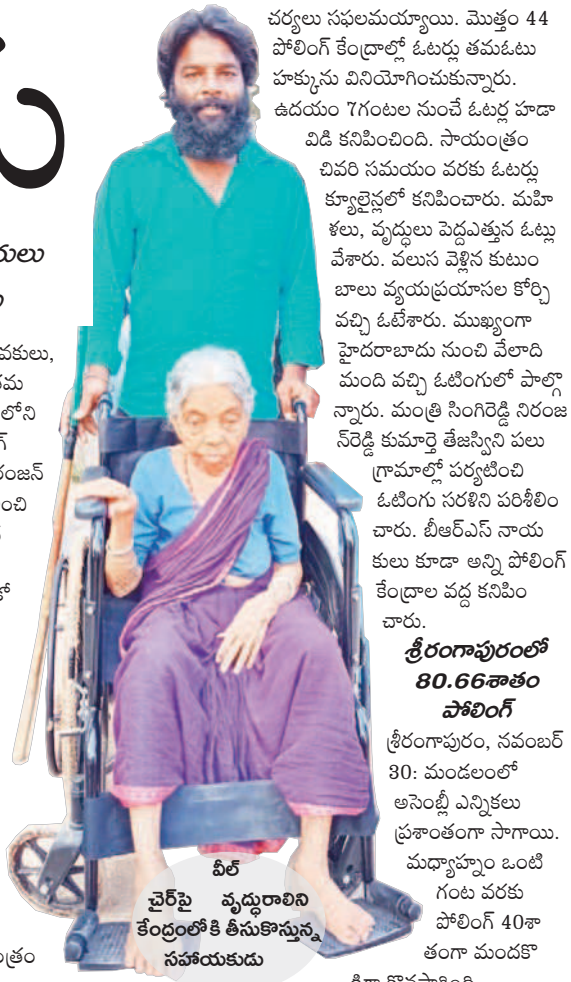 చర్యలు సఫలమయ్యాయి. మొత్తం 44
పోలింగ్ కేంద్రాల్లో ఓటర్లు తమఓటు
హక్కును వినియోగించుకున్నారు.
ఉదయం 7గంటల నుంచే ఓటర్ల హడా
విడి కనిపించింది. సాయంత్రం
చివరి సమయం వరకు ఓటర్లు
క్యూలైన్లలో కనిపించారు. మహి
ళలు, వృద్ధులు పెద్దఎత్తున ఓట్లు
వేశారు. వలుస వెళ్లిన కుటుం
బాలు వ్యయప్రయాసల కోర్చి
వచ్చి ఓటేశారు. ముఖ్యంగా
హైదరాబాదు నుంచి వేలాది
మంది వచ్చి ఓటింగులో పాల్గొ
న్నారు. మంత్రి సింగిరెడ్డి నిరంజ
న్‌రెడ్డి కుమార్తె తేజస్విని పలు
గ్రామాల్లో పర్యటించి
ఓటింగు సరళిని పరిశీలిం
చారు. బీఆర్ఎస్ నాయ
కులు కూడా అన్ని పోలింగ్
కేంద్రాల వద్ద కనిపిం
చారు.
శ్రీరంగాపురంలో
80.66శాతం
పోలింగ్
శ్రీరంగాపురం, నవంబర్
30: మండలంలో
అసెంబ్లీ ఎన్నికలు
ప్రశాంతంగా సాగాయి.
మధ్యాహ్నం ఒంటి
గంట వరకు
పోలింగ్ 40శా
తంగా మందకొ
వీల్
చైర్‌పై వృద్ధురాలిని
కేంద్రంలోకి తీసుకొస్తున్న
సహాయకుడు